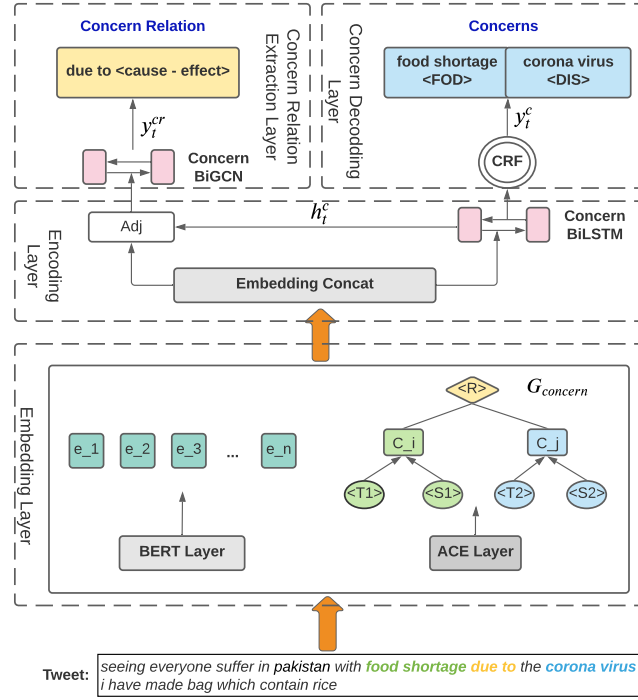 Concern Relation
due to <cause - effect>
Concern Relation
Extraction Layer
y_t^{cr}
Concern
BiGCN
Concerns
food shortage
<FOD>
corona virus
<DIS>
Concern Decodding
Layer
y_t^c
CRF
Encoding
Layer
Adj
h_t^c
Concern
BiLSTM
Embedding Concat
Embedding Layer
e_1 e_2 e_3 ... e_n
BERT Layer
<R>
G_{concern}
C_i
C_j
<T1> <S1> <T2> <S2>
ACE Layer
Tweet:
seeing everyone suffer in pakistan with food shortage due to the corona virus
i have made bag which contain rice